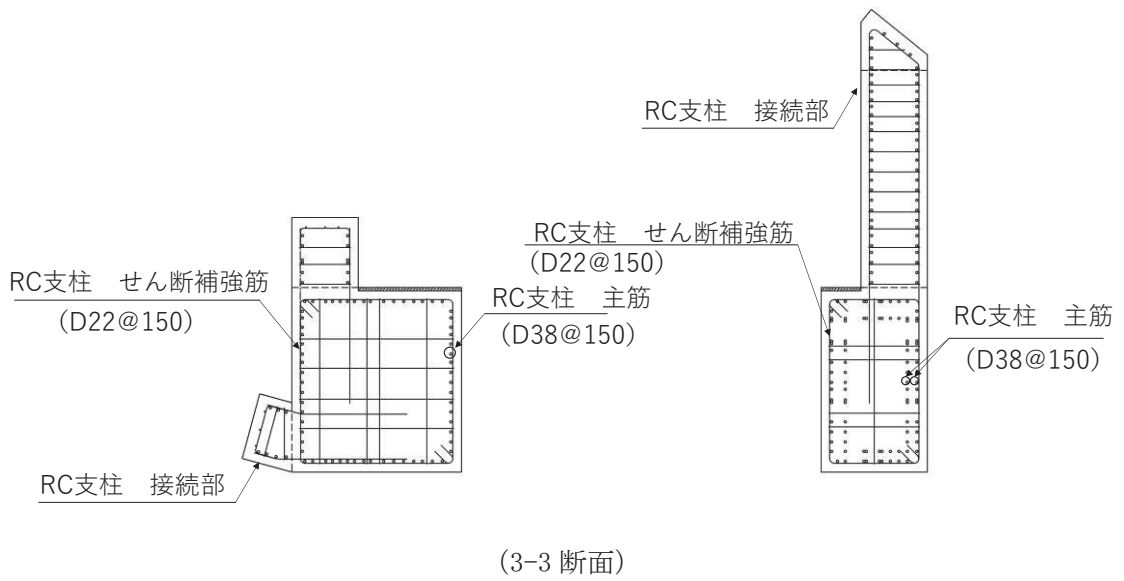 RC支柱　接続部
RC支柱　せん断補強筋
(D22@150)
RC支柱　せん断補強筋
(D22@150)
RC支柱　主筋
(D38@150)
RC支柱　主筋
(D38@150)
RC支柱　接続部
(3-3 断面)